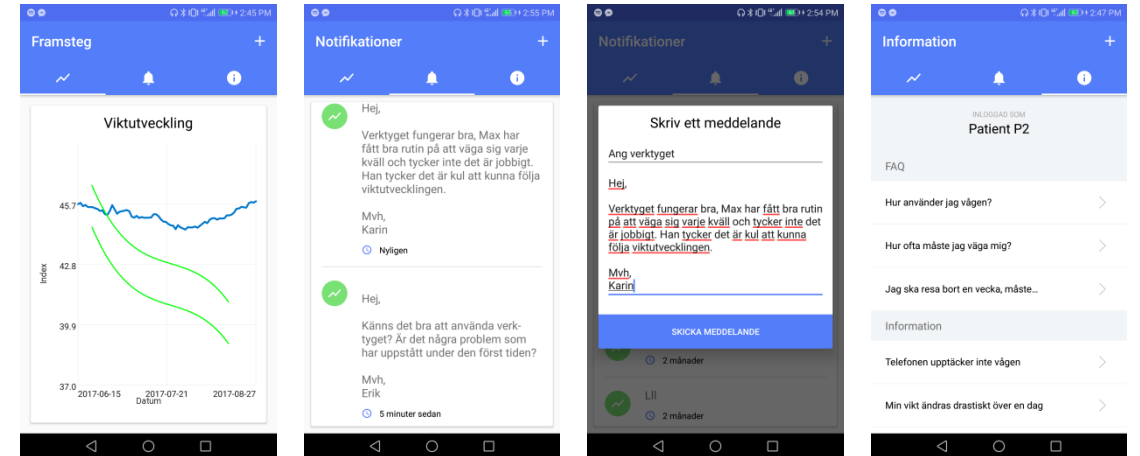 2:45 PM
Framsteg
Viktutveckling
45.7
42.8
39.9
37.0
Index
2017-06-15
2017-07-21
2017-08-27
Datum
2:55 PM
Notifikationer
Hej,
Verktyget fungerar bra, Max har
fått bra rutin på att väga sig varje
kväll och tycker inte det är jobbigt.
Han tycker det är kul att kunna följa
viktutvecklingen.
Mvh,
Karin
Nyligen
Hej,
Känns det bra att använda verk-
tyget? Är det några problem som
har uppstått under den först tiden?
Mvh,
Erik
5 minuter sedan
2:54 PM
Notifikationer
Skriv ett meddelande
Ang verktyget
Hej,
Verktyget fungerar bra, Max har fått bra rutin
på att väga sig varje kväll och tycker inte det
är jobbigt. Han tycker det är kul att kunna
följa viktutvecklingen.
Mvh,
Karin
SKICKA MEDDELANDE
2 månader
Lll
2 månader
2:47 PM
Information
INLOGGAD SOM
Patient P2
FAQ
Hur använder jag vågen?
Hur ofta måste jag väga mig?
Jag ska resa bort en vecka, måste...
Information
Telefonen upptäcker inte vågen
Min vikt ändras drastiskt över en dag